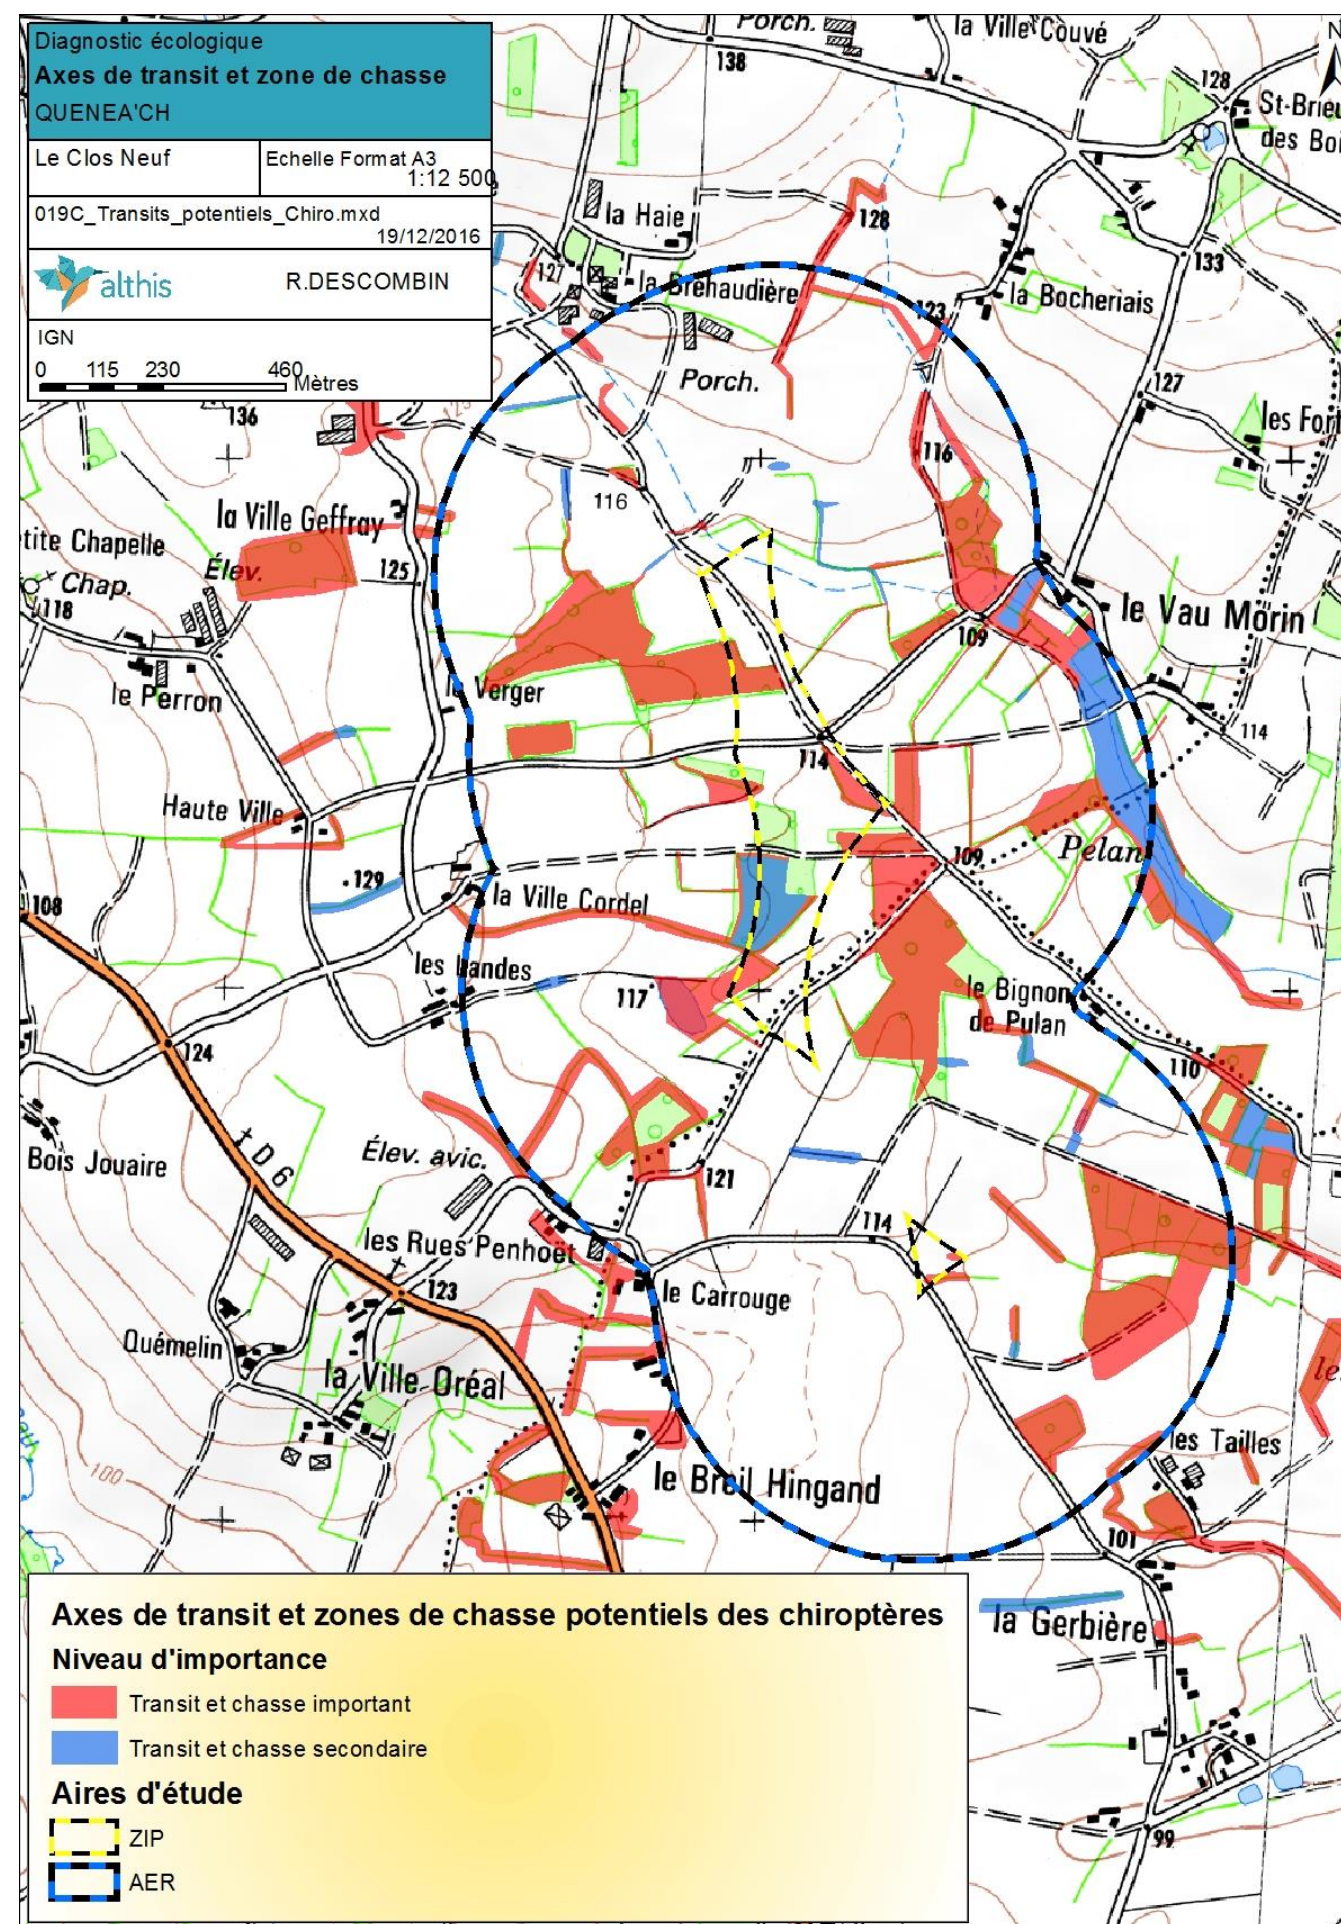 Diagnostic écologique
Axes de transit et zone de chasse
QUENEA'CH
Le Clos Neuf
Echelle Format A3
1:12 500
019C_Transits_potentiels_Chiro.mxd
19/12/2016
althis
R.DESCOMBIN
IGN
0 115 230 460 Mètres
Porch.
la Ville Couvé
N
138
128
St-Brieu
des Boi
la Haie
128
133
127
la Bréhaudière
123
la Bocheriais
Porch.
127
136
les For
116
116
la Ville Geffray
tite Chapelle
Élev.
125
Chap.
118
le Vau Morin
109
le Perron
le Verger
114
114
Haute Ville
109
Pelan
129
108
la Ville Cordel
les Landes
117
le Bignon
de Pulan
124
110
Bois Jouaire
D 6
Élev. avic.
121
114
les Rues Penhoët
123
le Carrouge
Quémelin
la Ville Oréal
le
les Tailles
100
le Breil Hingand
101
la Gerbière
99
Axes de transit et zones de chasse potentiels des chiroptères
Niveau d'importance
Transit et chasse important
Transit et chasse secondaire
Aires d'étude
ZIP
AER